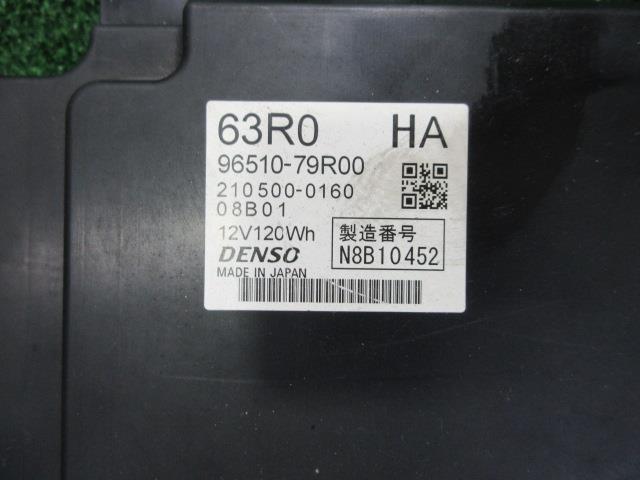 63R0 HA
96510-79R00
210500-0160
08B01
12V120Wh
製造番号
DENSO
N8B10452
MADE IN JAPAN